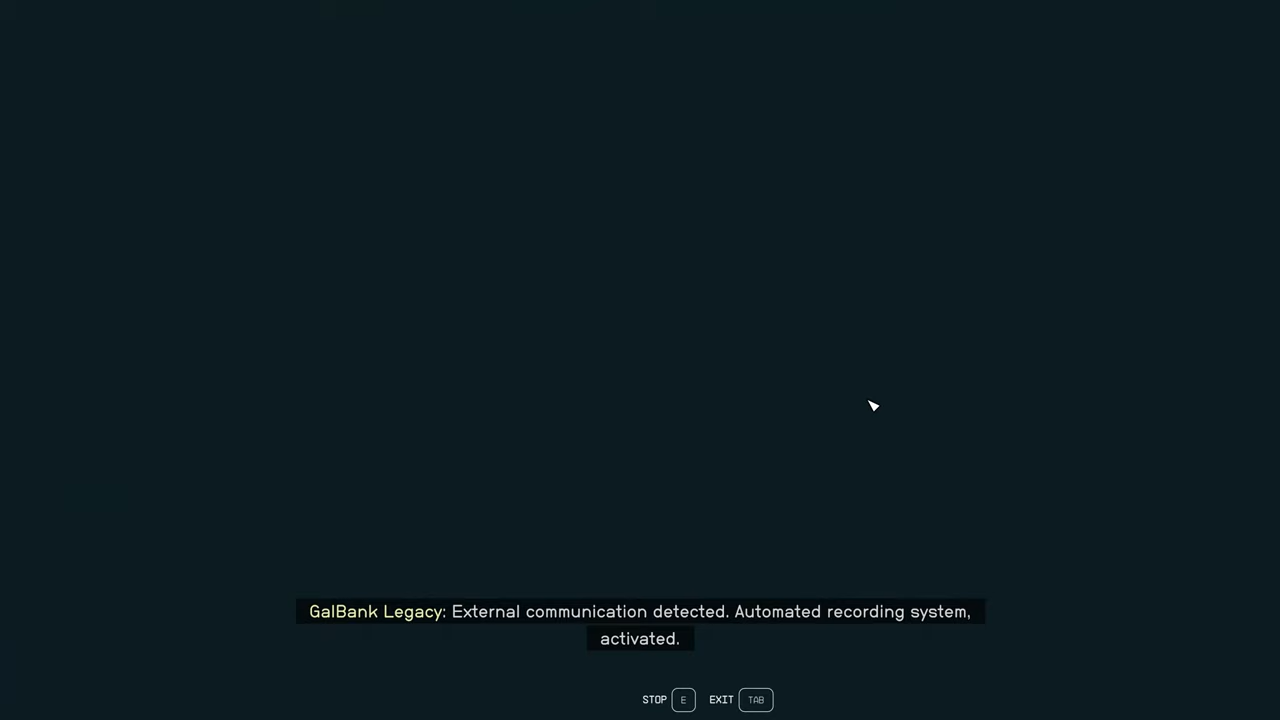 GalBank Legacy: External communication detected. Automated recording system,
activated.
STOP E EXIT TAB